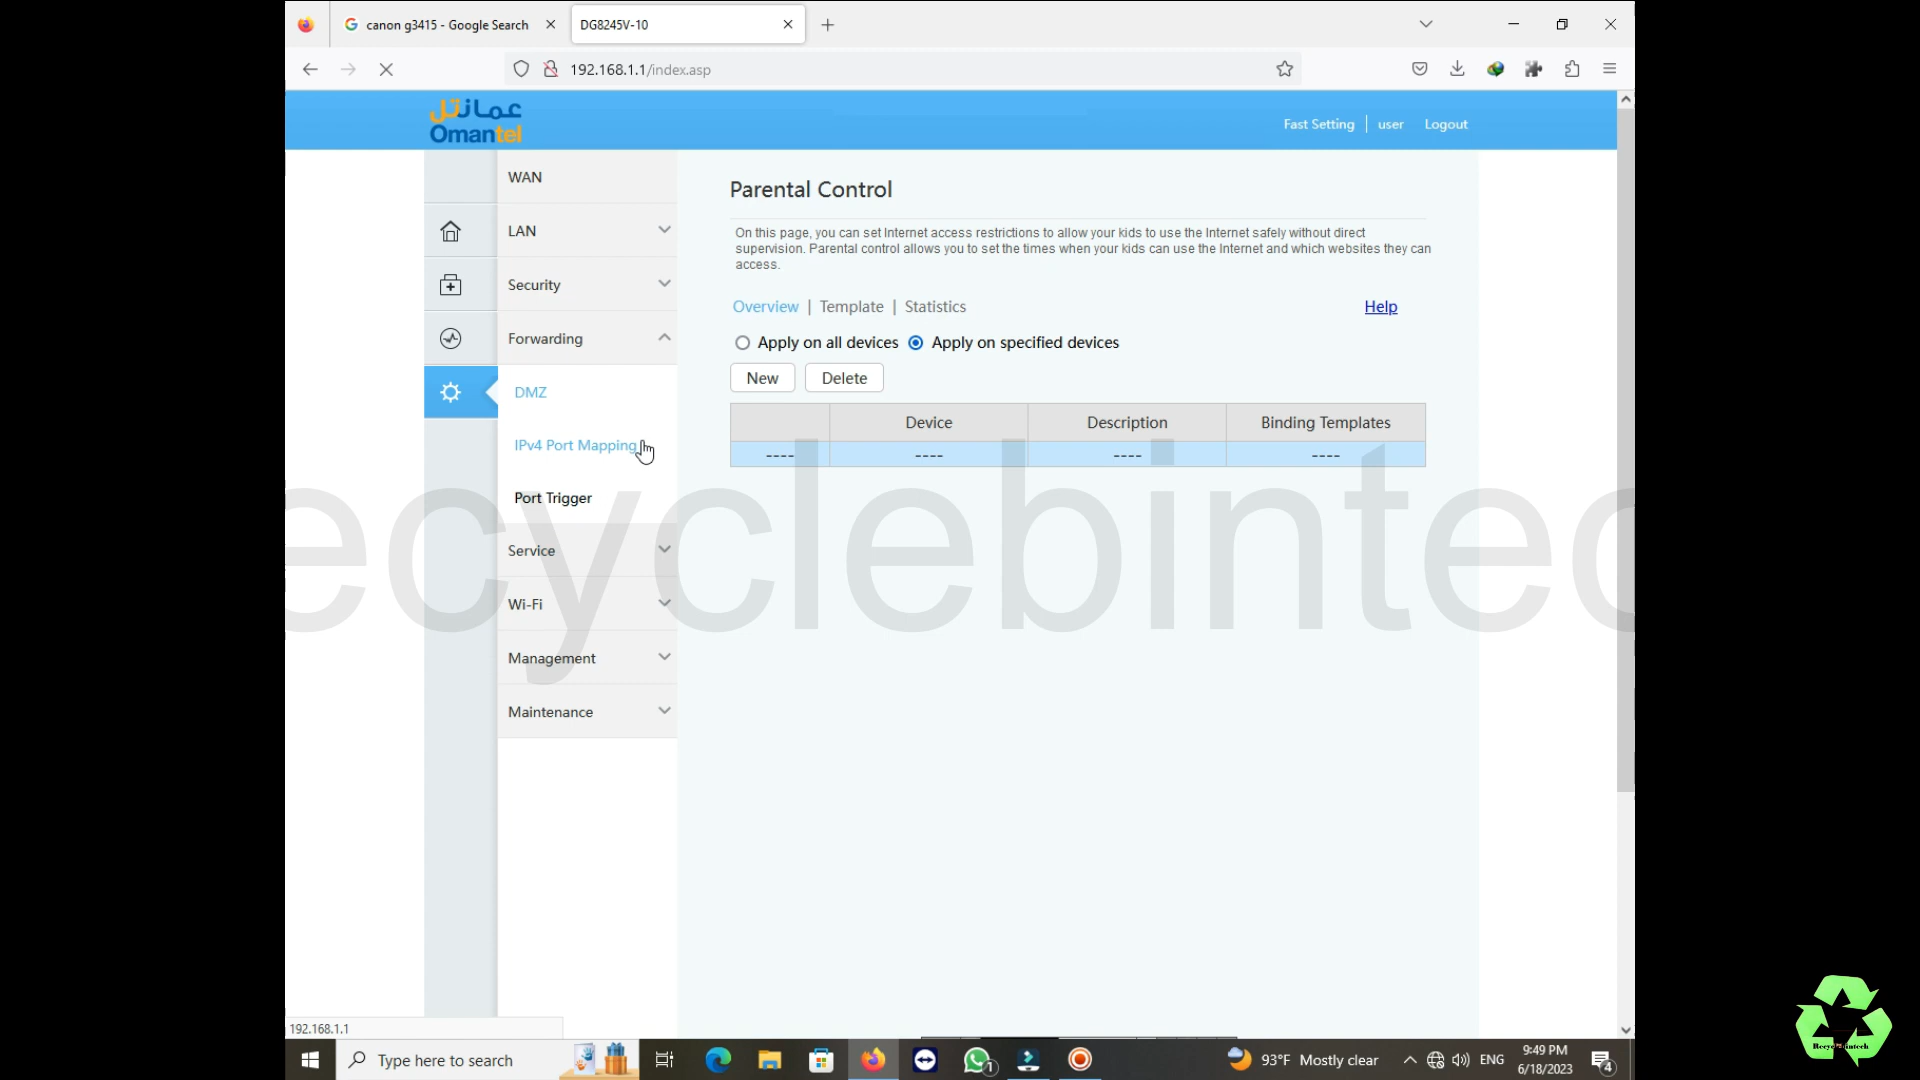 canon g3415 - Google Search
DG8245V-10
192.168.1.1/index.asp
عمانتل
Omantel
Fast Setting
user
Logout
WAN
LAN
Security
Forwarding
DMZ
IPv4 Port Mapping
Port Trigger
Service
Wi-Fi
Management
Maintenance
Parental Control
On this page, you can set Internet access restrictions to allow your kids to use the Internet safely without direct
supervision. Parental control allows you to set the times when your kids can use the Internet and which websites they can
access.
Overview | Template | Statistics
Help
Apply on all devices Apply on specified devices
New Delete
Device Description Binding Templates
---- ---- ---- ----
ecyclebintec
192.168.1.1
Type here to search
1
93°F Mostly clear
ENG
9:49 PM
6/18/2023
4